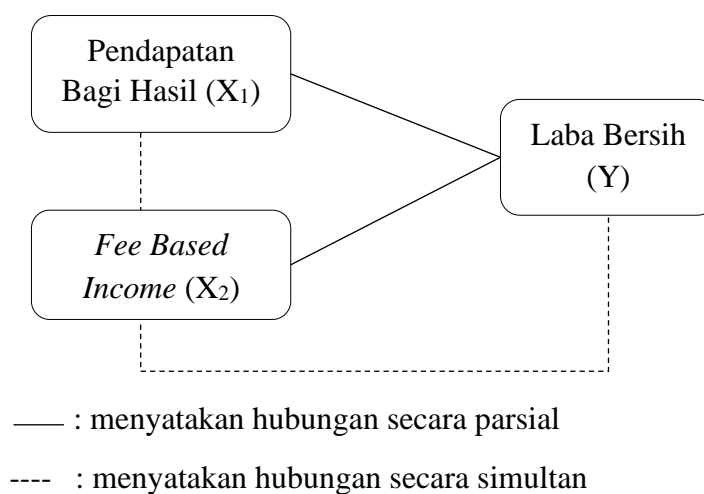 Pendapatan
Bagi Hasil (X₁)
Laba Bersih
(Y)
Fee Based
Income (X₂)
: menyatakan hubungan secara parsial
: menyatakan hubungan secara simultan